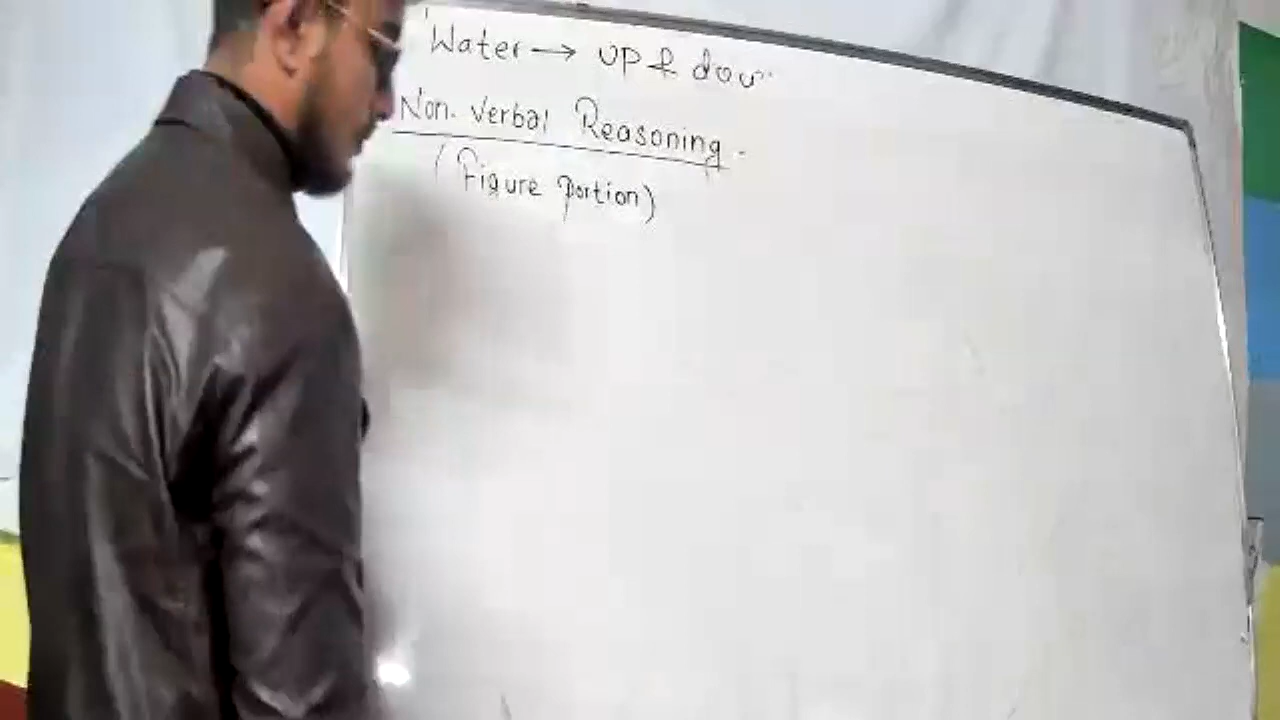 Water → UP & dow
Non. Verbal Reasoning.
(Figure Portion)